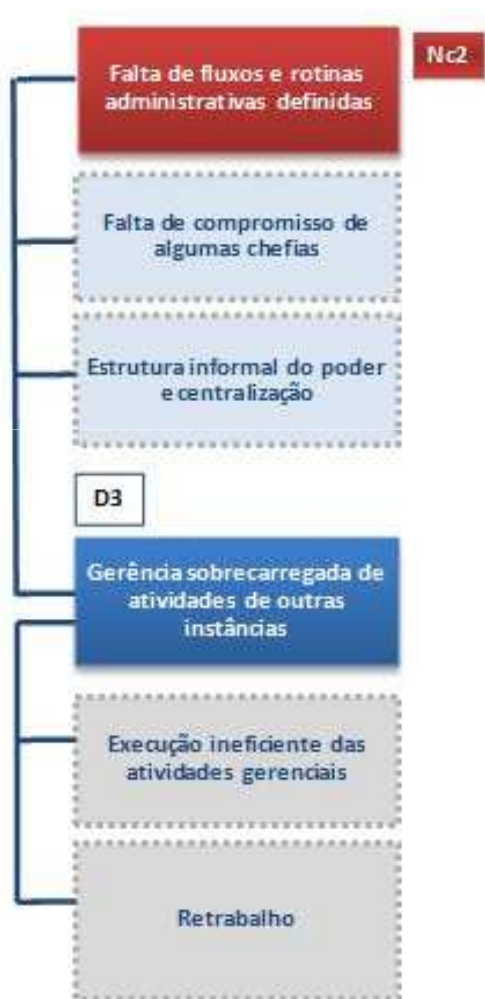 Falta de fluxos e rotinas
administrativas definidas
Nc2
Falta de compromisso de
algumas chefias
Estrutura informal do poder
e centralização
D3
Gerência sobrecarregada de
atividades de outras
instâncias
Execução ineficiente das
atividades gerenciais
Retrabalho